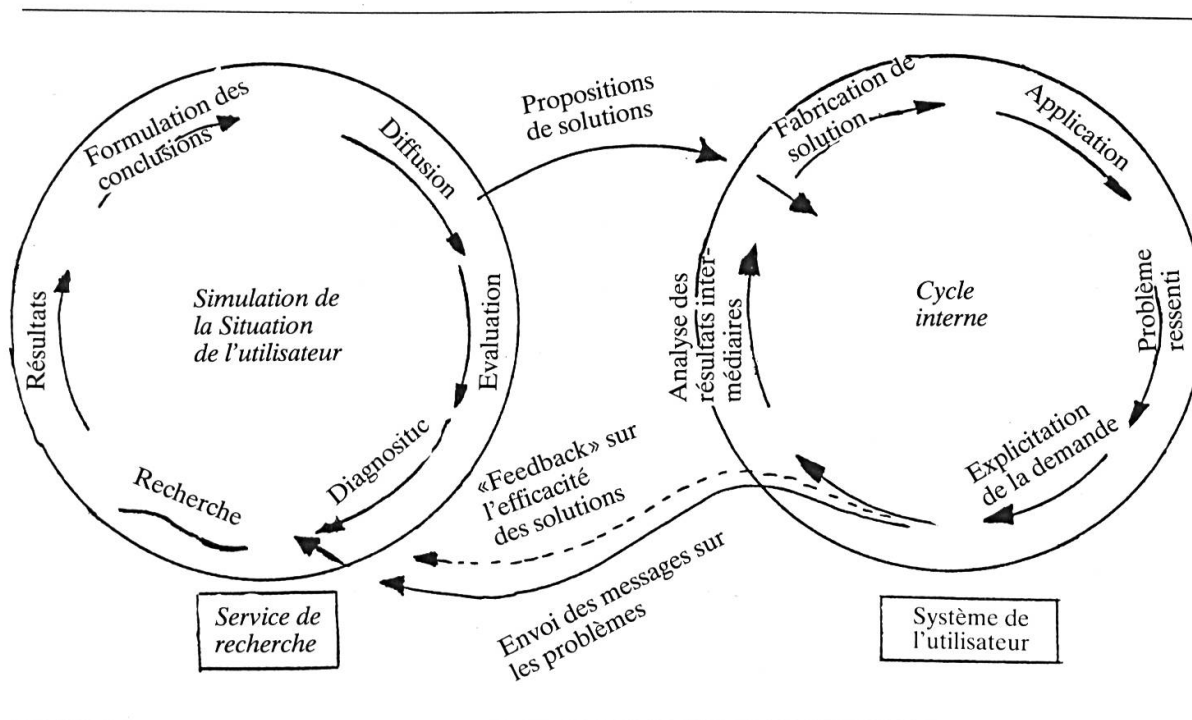 Formulation des
conclusions
Diffusion
Evaluation
Diagnositic
Recherche
Résultats
Simulation de
la Situation
de l'utilisateur
Service de
recherche
Propositions
de solutions
«Feedback» sur
l'efficacité
des solutions
Envoi des messages sur
les problèmes
Fabrication de
solution
Application
Problème
ressenti
Explicitation
de la demande
Analyse des
résultats inter-
médiaires
Cycle
interne
Système de
l'utilisateur